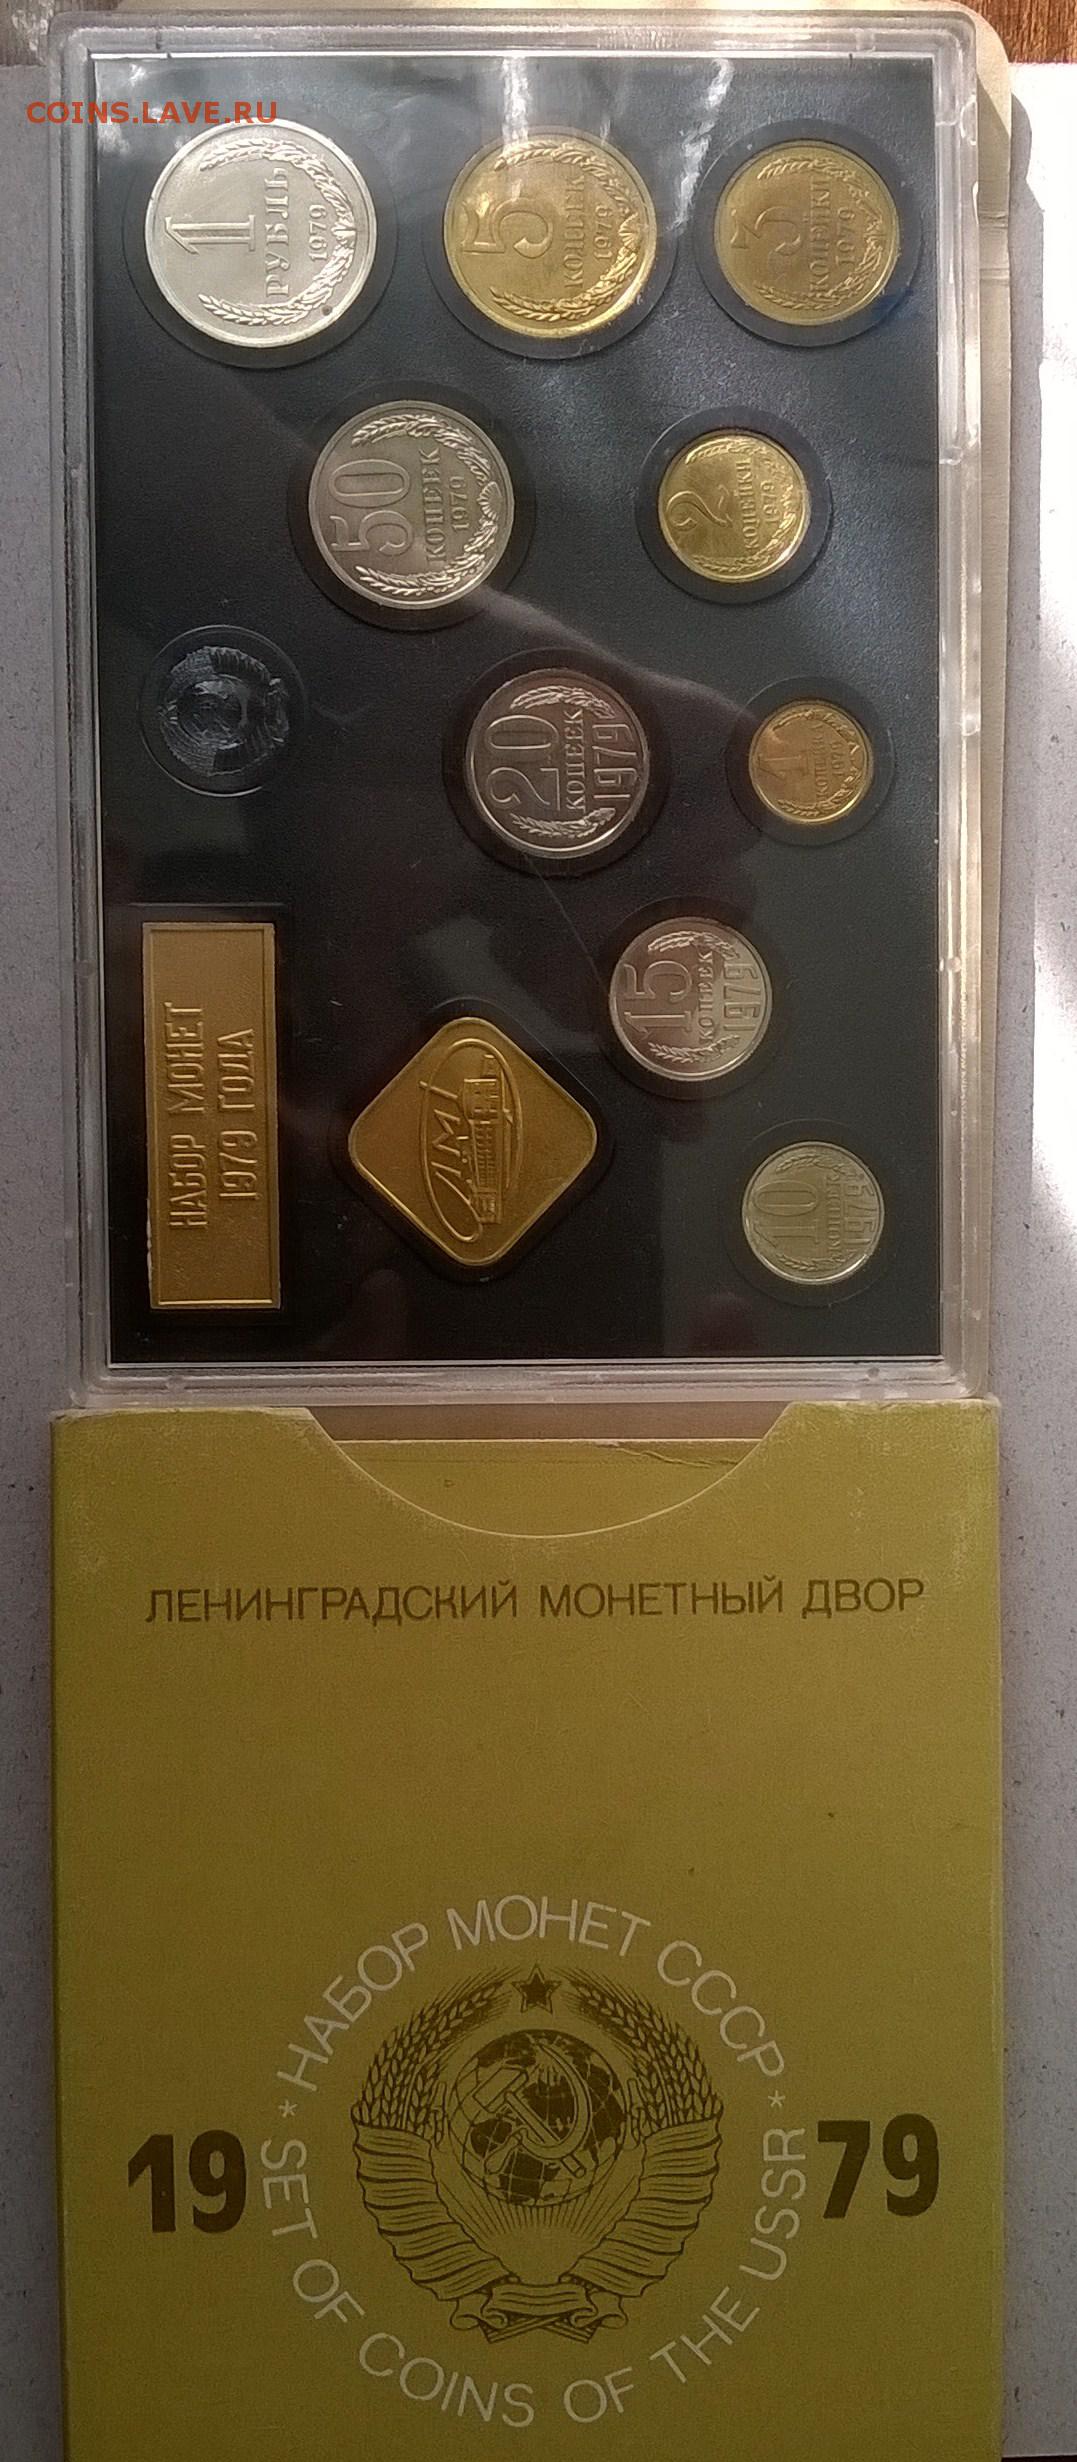 COINS.LAVE.RU
1
РУБЛЬ
1979
5
КОПЕЕК
1979
3
КОПЕЙКИ
1979
50
КОПЕЕК
1979
2
КОПЕЙКИ
1979
20
КОПЕЕК
1979
1
КОПЕЙКА
1979
15
КОПЕЕК
1979
10
КОПЕЕК
1979
НАБОР МОНЕТ
1979 ГОДА
ЛМД
ЛЕНИНГРАДСКИЙ МОНЕТНЫЙ ДВОР
* НАБОР МОНЕТ СССР *
19 79
SET OF COINS OF THE USSR